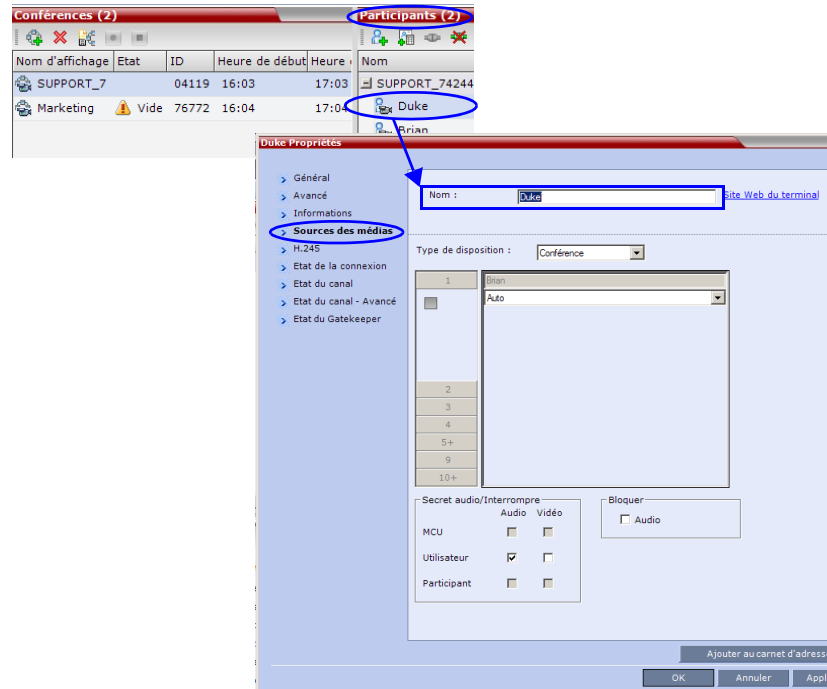 Conférences (2)
Participants (2)
Nom d'affichage Etat ID Heure de début Heure
Nom
SUPPORT_7 04119 16:03 17:03
SUPPORT_74244
Marketing Vide 76772 16:04 17:04
Duke
Brian
Duke Propriétés
Général
Avancé
Informations
Sources des médias
H.245
Etat de la connexion
Etat du canal
Etat du canal - Avancé
Etat du Gatekeeper
Nom : Duke Site Web du terminal
Type de disposition : Conférence
1 Brian
Auto
2
3
4
5+
9
10+
Secret audio/Interrompre
Audio Vidéo
MCU
Utilisateur
Participant
Bloquer
Audio
Ajouter au carnet d'adress
OK Annuler Appl